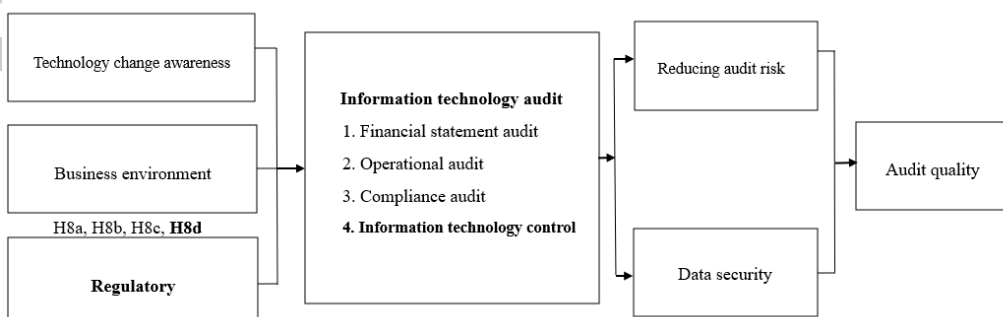 Technology change awareness
Business environment
H8a, H8b, H8c, H8d
Regulatory
Information technology audit
1. Financial statement audit
2. Operational audit
3. Compliance audit
4. Information technology control
Reducing audit risk
Data security
Audit quality